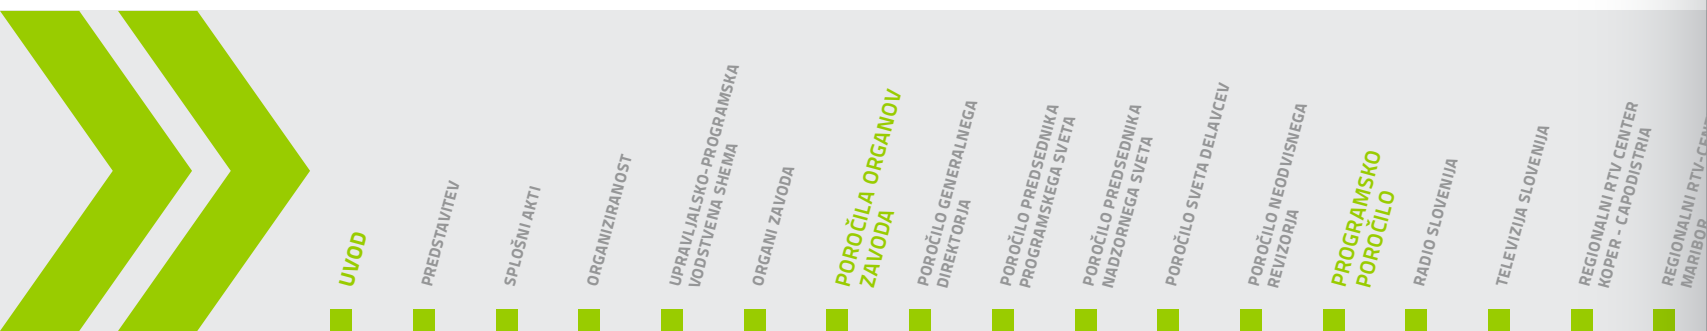 UVOD
PREDSTAVITEV
SPLOŠNI AKTI
ORGANIZIRANOST
UPRAVLJALSKO-PROGRAMSKA
VODSTVENA SHEMA
ORGANI ZAVODA
POROČILA ORGANOV
ZAVODA
POROČILO GENERALNEGA
DIREKTORJA
POROČILO PREDSEDNIKA
PROGRAMSKEGA SVETA
POROČILO PREDSEDNIKA
NADZORNEGA SVETA
POROČILO SVETA DELAVCEV
POROČILO NEODVISNEGA
REVIZORJA
PROGRAMSKO
POROČILO
RADIO SLOVENIJA
TELEVIZIJA SLOVENIJA
REGIONALNI RTV CENTER
KOPER - CAPODISTRIA
REGIONALNI
MARIBOR